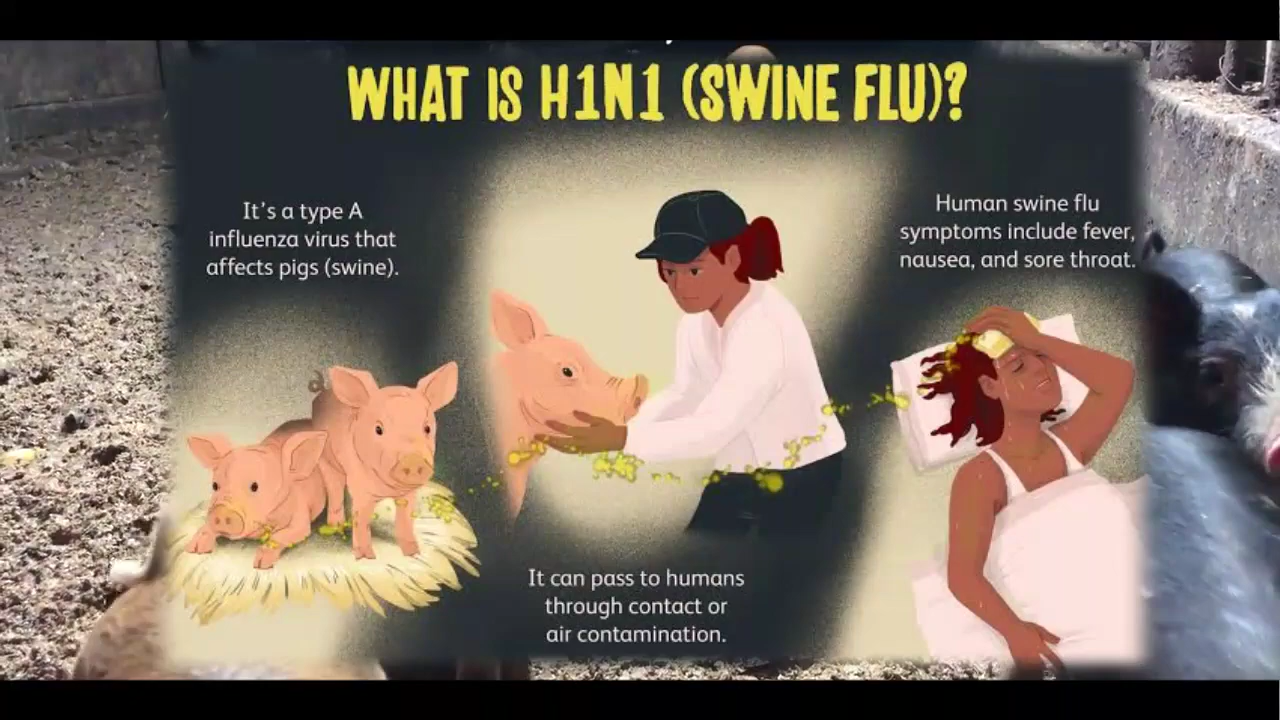 WHAT IS H1N1 (SWINE FLU)?
It's a type A
influenza virus that
affects pigs (swine).
It can pass to humans
through contact or
air contamination.
Human swine flu
symptoms include fever,
nausea, and sore throat.